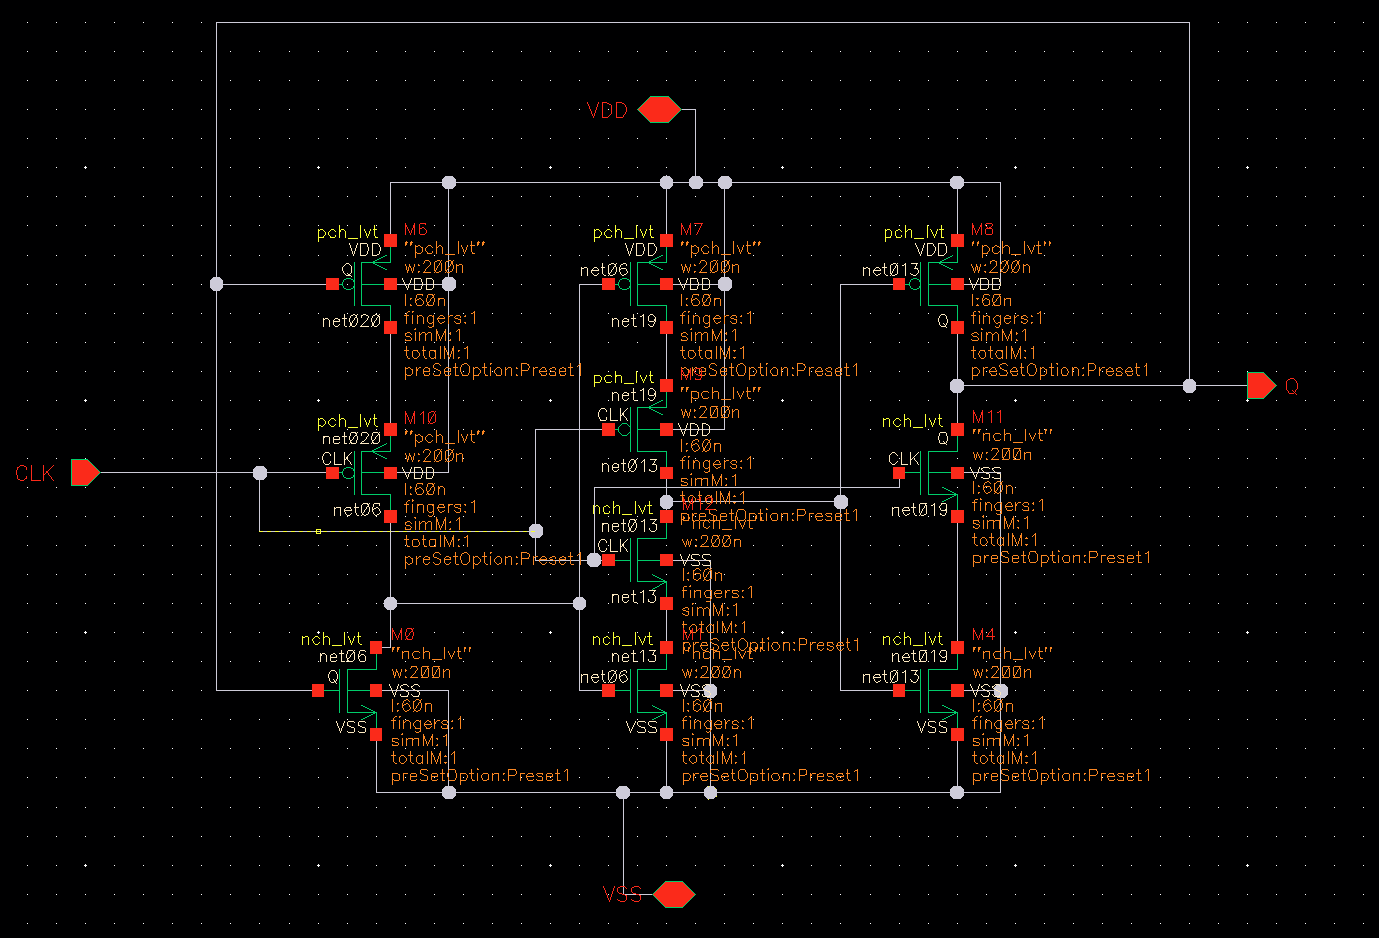 VDD
pch_lvt M6
VDD "pch_lvt"
w:200n
Q
VDD
l:60n
net020 fingers:1
simM:1
totalM:1
preSetOption:Preset1
pch_lvt M7
VDD "pch_lvt"
w:200n
net06
VDD
l:60n
net19 fingers:1
simM:1
totalM:1
preSetOption:Preset1
pch_lvt M8
VDD "pch_lvt"
w:200n
net013
VDD
l:60n
Q fingers:1
simM:1
totalM:1
preSetOption:Preset1
pch_lvt
net19 "pch_lvt"
w:200n
CLK
VDD
l:60n
net013 fingers:1
simM:1
totalM:1
preSetOption:Preset1
Q
pch_lvt M10
net020 "pch_lvt"
w:200n
CLK
VDD
l:60n
net06 fingers:1
simM:1
totalM:1
preSetOption:Preset1
CLK
nch_lvt M11
Q "nch_lvt"
w:200n
CLK
VSS
l:60n
net019 fingers:1
simM:1
totalM:1
preSetOption:Preset1
nch_lvt M12
net013 "nch_lvt"
w:200n
CLK
VSS
l:60n
net13 fingers:1
simM:1
totalM:1
preSetOption:Preset1
nch_lvt M0
net06 "nch_lvt"
w:200n
Q
VSS
l:60n
VSS fingers:1
simM:1
totalM:1
preSetOption:Preset1
nch_lvt M1
net13 "nch_lvt"
w:200n
net06
VSS
l:60n
VSS fingers:1
simM:1
totalM:1
preSetOption:Preset1
nch_lvt M4
net019 "nch_lvt"
w:200n
net013
VSS
l:60n
VSS fingers:1
simM:1
totalM:1
preSetOption:Preset1
VSS